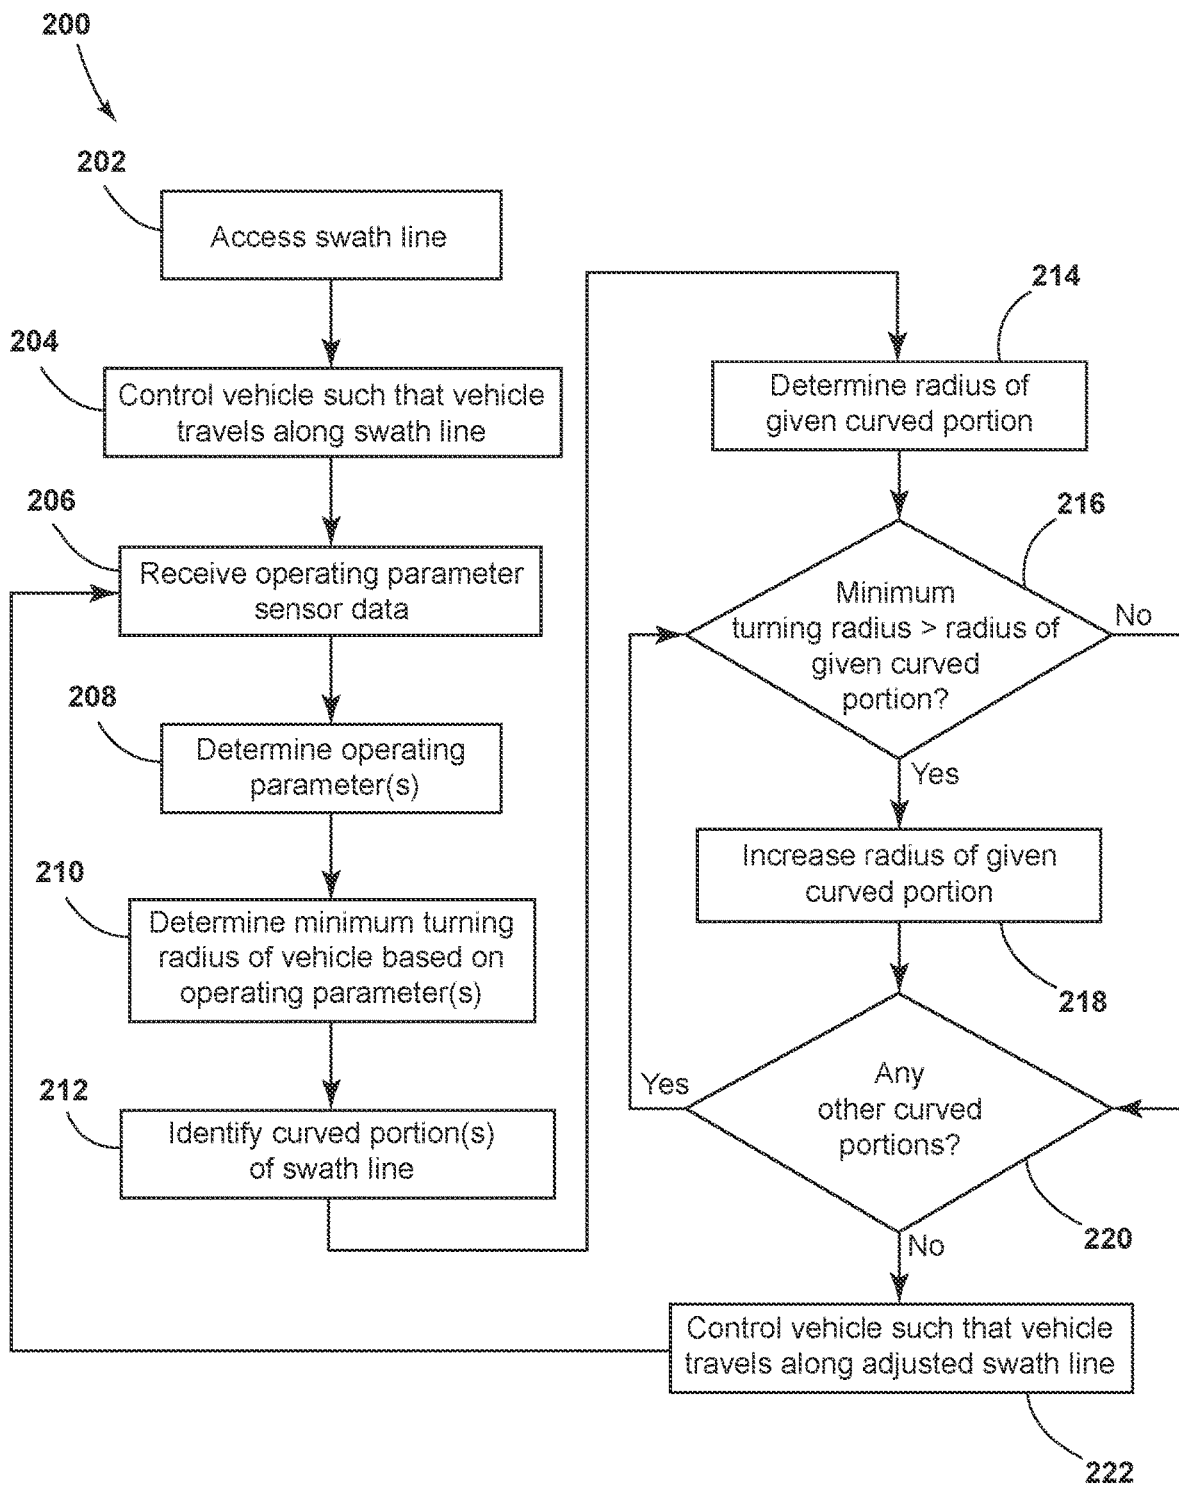 200
202
Access swath line
204
Control vehicle such that vehicle
travels along swath line
206
Receive operating parameter
sensor data
208
Determine operating
parameter(s)
210
Determine minimum turning
radius of vehicle based on
operating parameter(s)
212
Identify curved portion(s)
of swath line
214
Determine radius of
given curved portion
216
Minimum
turning radius > radius of
given curved
portion?
No
Yes
Increase radius of given
curved portion
218
Any
other curved
portions?
Yes
220
No
Control vehicle such that vehicle
travels along adjusted swath line
222